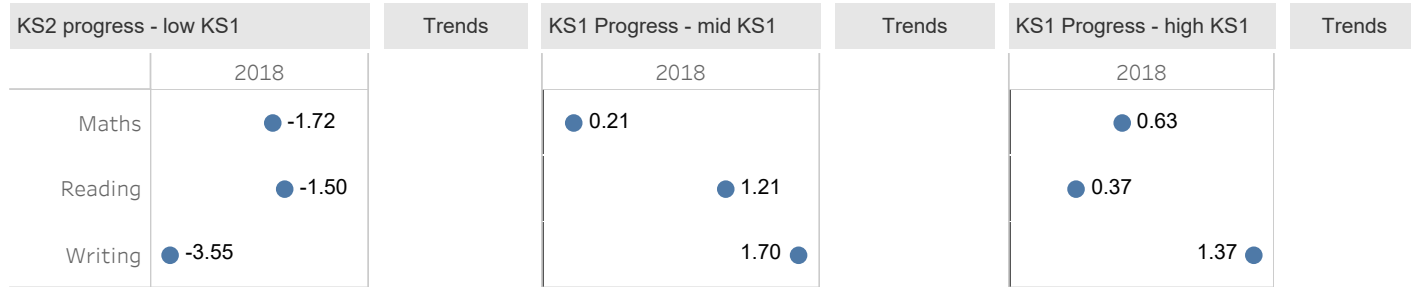 KS2 progress - low KS1 Trends KS1 Progress - mid KS1 Trends KS1 Progress - high KS1 Trends
2018 2018 2018
Maths -1.72 0.21 0.63
Reading -1.50 1.21 0.37
Writing -3.55 1.70 1.37